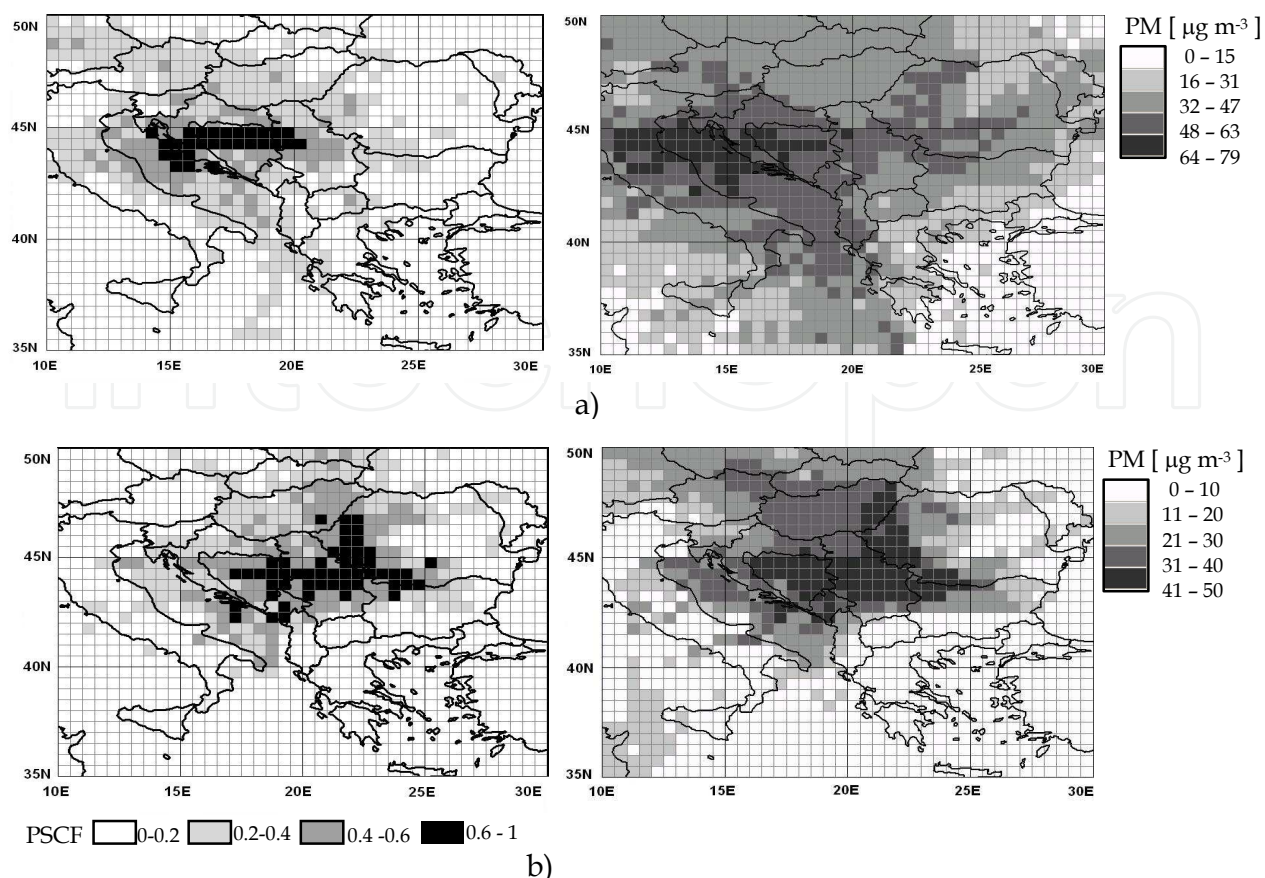 50N
45N
40N
35N
10E 15E 20E 25E 30E
50N
45N
40N
35N
10E 15E 20E 25E 30E
PM [ µg m-3 ]
0 – 15
16 – 31
32 – 47
48 – 63
64 – 79
intechopen
a)
50N
45N
40N
35N
10E 15E 20E 25E 30E
50N
45N
40N
35N
10E 15E 20E 25E 30E
PM [ µg m-3 ]
0 – 10
11 – 20
21 – 30
31 – 40
41 – 50
PSCF 0-0.2 0.2-0.4 0.4 -0.6 0.6 - 1
b)